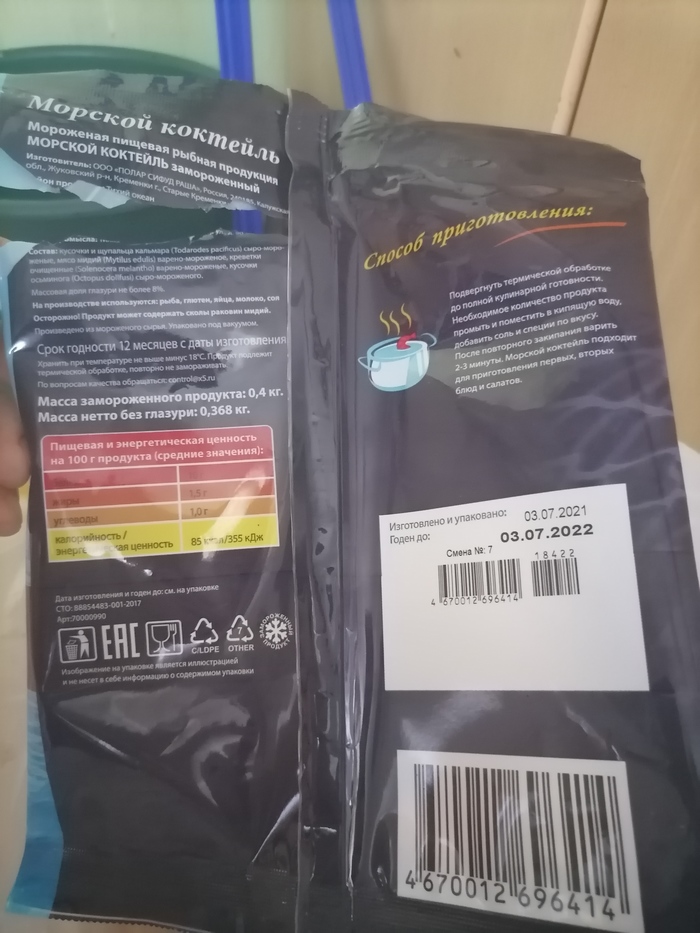 Морской коктейль
Мороженая пищевая рыбная продукция
МОРСКОЙ КОКТЕЙЛЬ замороженный
Изготовитель: ООО «ПОЛАР СИФУД РАША», Россия,
обл., Жуковский р-н, Кременки г., Старые Кременки
океан
Состав: кусочки и щупальца кальмара (Todarodes pacificus) сыро-моро-
женые, мясо мидий (Mytilus edulis) варено-мороженое, креветки
очищенные (Solenocera melantho) варено-мороженые, кусочки
осьминога (Octopus dollfusi) сыро-мороженого.
Массовая доля глазури не более 8%.
На производстве используются: рыба, глютен, яйца, молоко, соя
Осторожно! Продукт может содержать сколы раковин мидий.
Произведено из мороженого сырья. Упаковано под вакуумом.
Срок годности 12 месяцев с даты изготовления
Хранить при температуре не выше минус 18°С. Продукт подлежит
термической обработке, повторно не замораживать.
По вопросам качества обращаться: control@x5.ru
Масса замороженного продукта: 0,4 кг.
Масса нетто без глазури: 0,368 кг.
Пищевая и энергетическая ценность
на 100 г продукта (средние значения):
жиры 1,5 г
углеводы 1,0 г
калорийность /
энергетическая ценность 85 ккал/355 кДж
Дата изготовления и годен до: см. на упаковке
СТО: 88854483-001-2017
Арт:70000990
EAC
C/LDPE
7
OTHER
ЗАМОРОЖЕННЫЙ ПРОДУКТ
Изображение на упаковке является иллюстрацией
и не несет в себе информацию о содержимом упаковки
Способ приготовления:
Подвергнуть термической обработке
до полной кулинарной готовности.
Необходимое количество продукта
промыть и поместить в кипящую воду,
добавить соль и специи по вкусу.
После повторного закипания варить
2-3 минуты. Морской коктейль подходит
для приготовления первых, вторых
блюд и салатов.
Изготовлено и упаковано: 03.07.2021
Годен до: 03.07.2022
Смена №: 7
18422
4 670012 696414
4 670012 696414